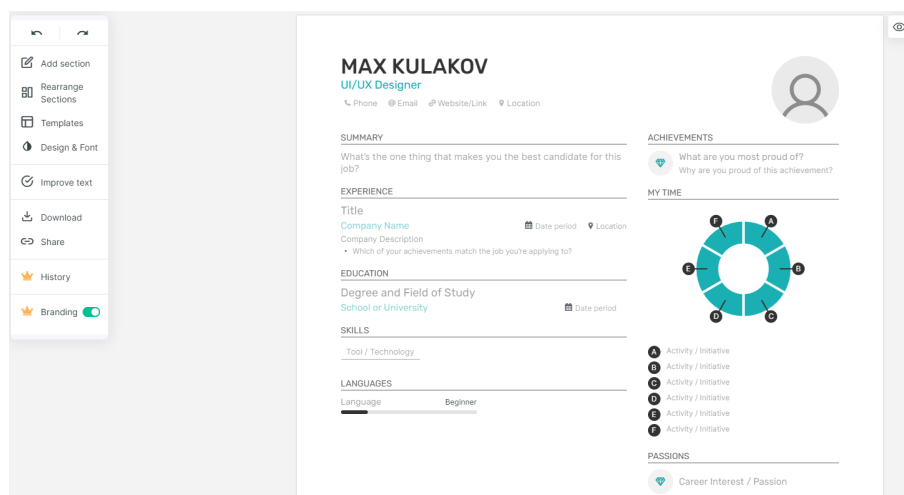 Add section
Rearrange
Sections
Templates
Design & Font
Improve text
Download
Share
History
Branding
MAX KULAKOV
UI/UX Designer
Phone @Email Website/Link Location
SUMMARY
What's the one thing that makes you the best candidate for this
job?
EXPERIENCE
Title
Company Name Date period Location
Company Description
• Which of your achievements match the job you're applying to?
EDUCATION
Degree and Field of Study
School or University Date period
SKILLS
Tool / Technology
LANGUAGES
Language Beginner
ACHIEVEMENTS
What are you most proud of?
Why are you proud of this achievement?
MY TIME
F A
E B
D C
A Activity / Initiative
B Activity / Initiative
C Activity / Initiative
D Activity / Initiative
E Activity / Initiative
F Activity / Initiative
PASSIONS
Career Interest / Passion